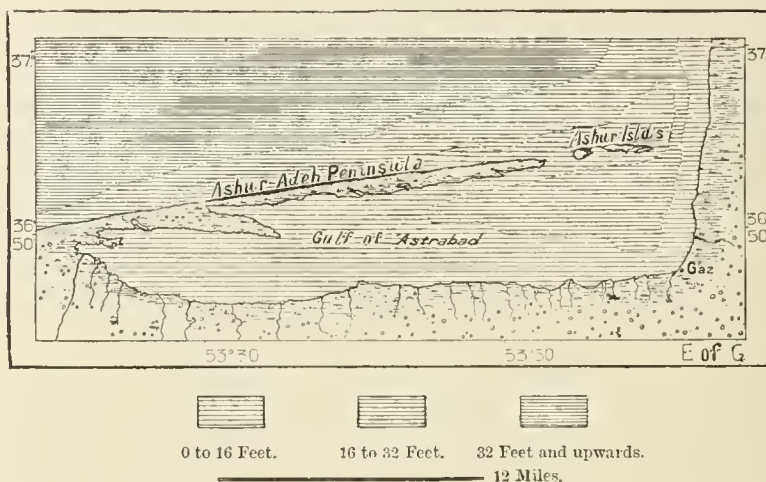 37
37
Ashur Isld's
Ashur-Adeh Peninsula
36
50
36
50
Gulf of Astrabad
Gaz
53°30
53°50
E of G
0 to 16 Feet.
16 to 32 Feet.
32 Feet and upwards.
12 Miles.